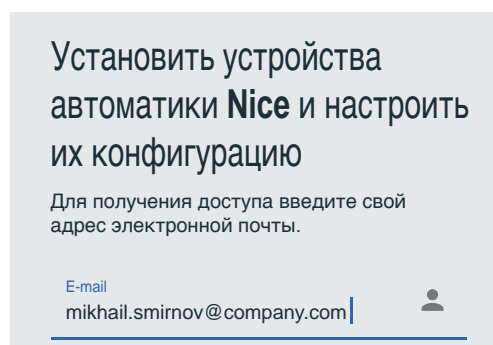 Установить устройства
автоматики Nice и настроить
их конфигурацию
Для получения доступа введите свой
адрес электронной почты.
E-mail
mikhail.smirnov@company.com